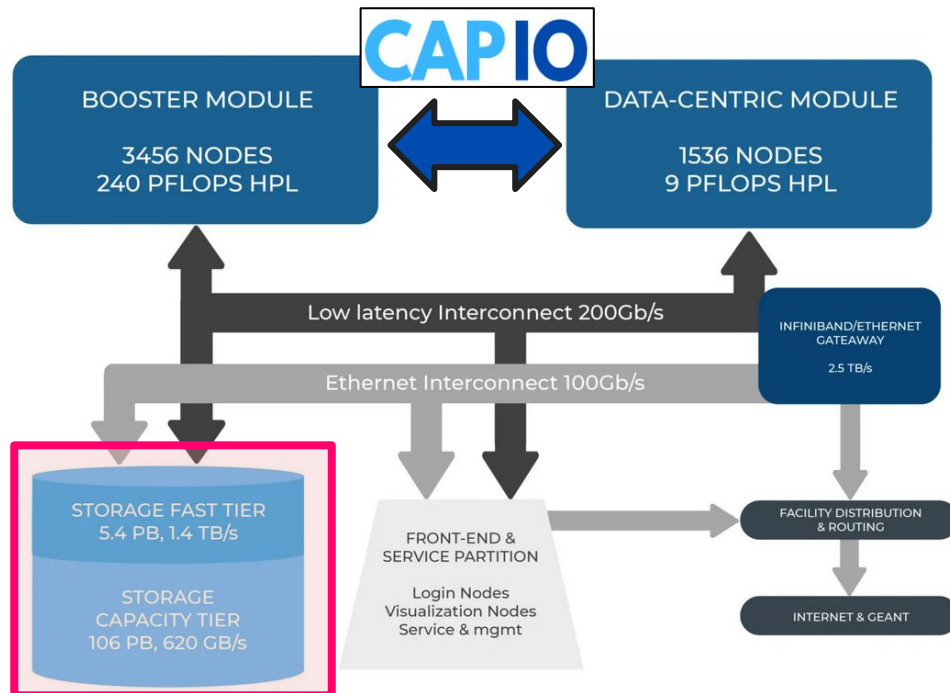 CAPIO
BOOSTER MODULE
3456 NODES
240 PFLOPS HPL
DATA-CENTRIC MODULE
1536 NODES
9 PFLOPS HPL
Low latency Interconnect 200Gb/s
INFINIBAND/ETHERNET
GATEAWAY
2.5 TB/s
Ethernet Interconnect 100Gb/s
STORAGE FAST TIER
5.4 PB, 1.4 TB/s
STORAGE
CAPACITY TIER
106 PB, 620 GB/s
FRONT-END &
SERVICE PARTITION
Login Nodes
Visualization Nodes
Service & mgmt
FACILITY DISTRIBUTION
& ROUTING
INTERNET & GEANT